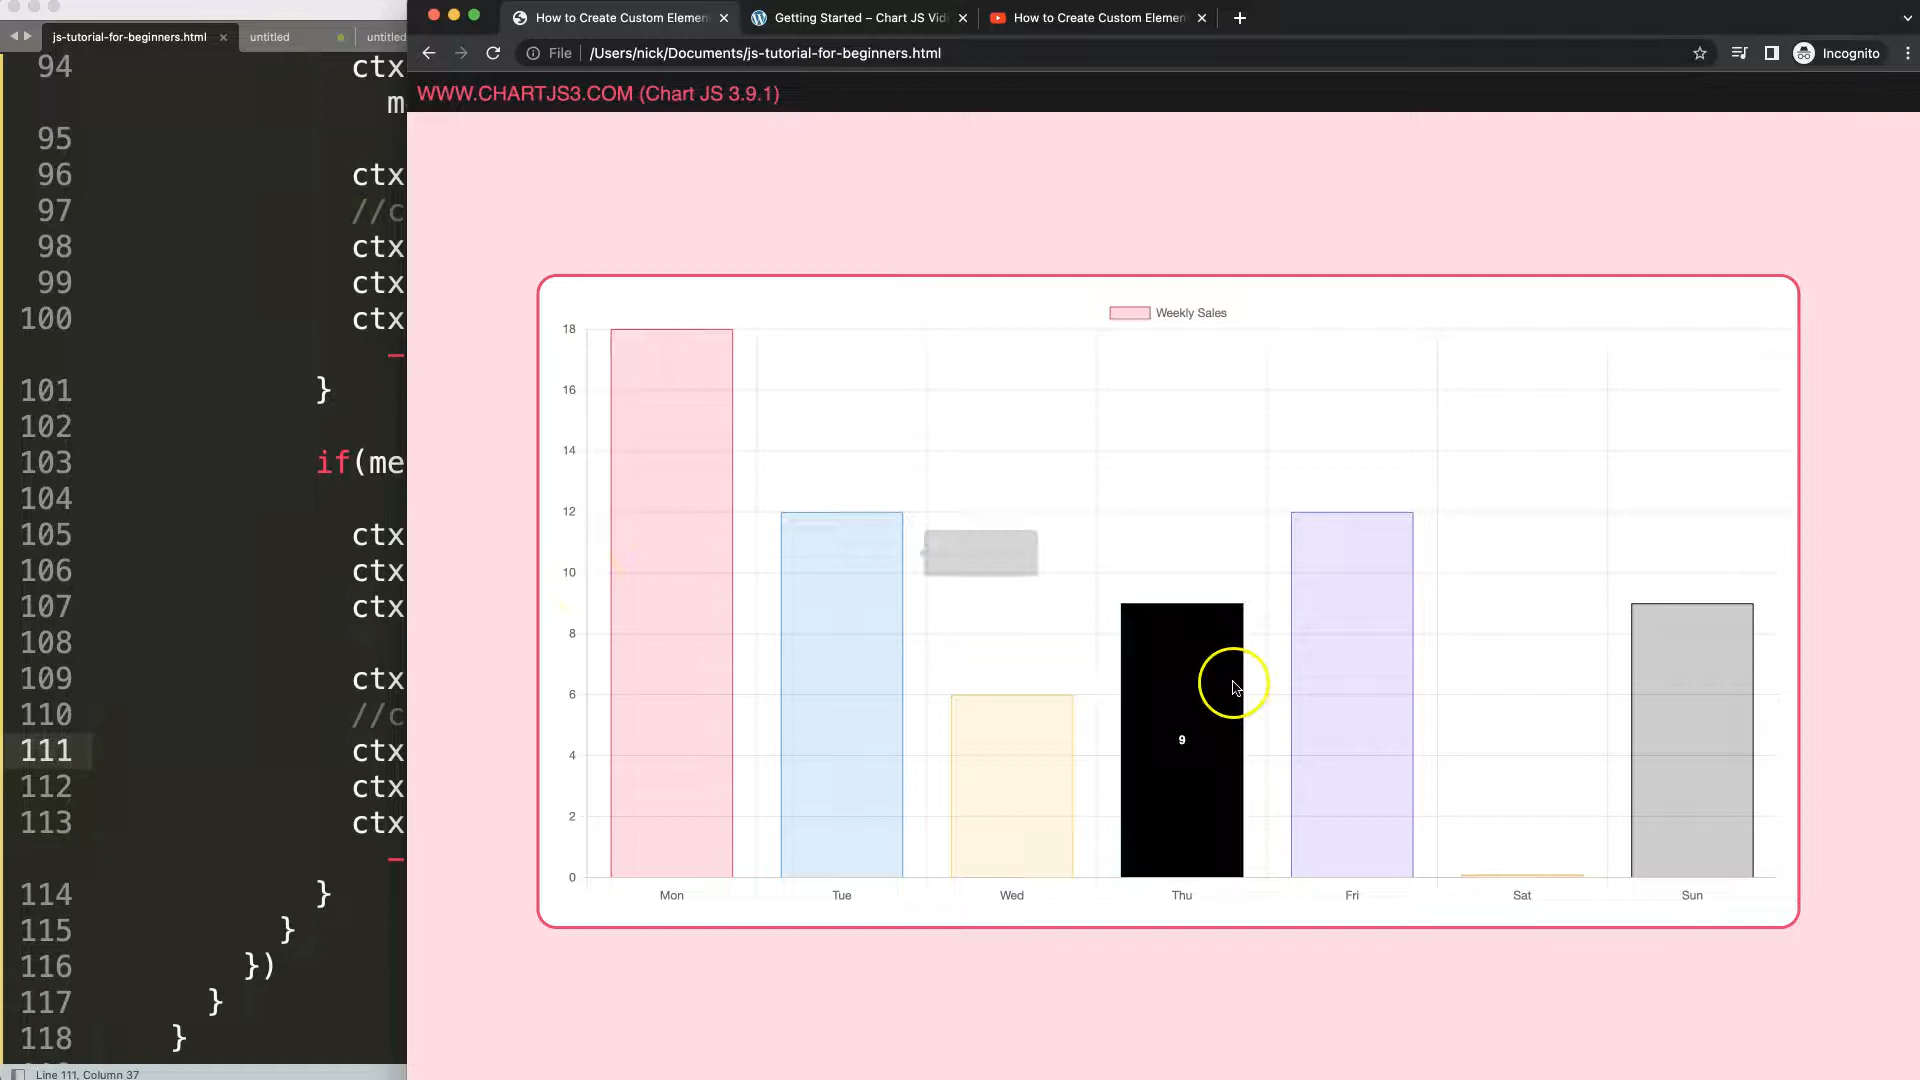 js-tutorial-for-beginners.html × untitled untitled
How to Create Custom Elemen × Getting Started – Chart JS Vid × How to Create Custom Elemen × +
File /Users/nick/Documents/js-tutorial-for-beginners.html Incognito
WWW.CHARTJS3.COM (Chart JS 3.9.1)
94 ctx
m
95
96 ctx
97 //c
98 ctx
99 ctx
100 ctx
101 }
102
103 if(me
104
105 ctx
106 ctx
107 ctx
108
109 ctx
110 //c
111 ctx
112 ctx
113 ctx
114 }
115 }
116 })
117 }
118 }
Line 111, Column 37
Weekly Sales
18
16
14
12
10
8
6
4
2
0
9
Mon Tue Wed Thu Fri Sat Sun